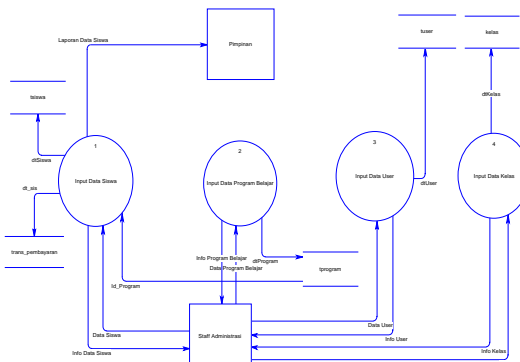 Laporan Data Siswa
Pimpinan
tuser
kelas
tsiswa
dtKelas
1
2
3
4
dtSiswa
Input Data Siswa
Input Data Program Belajar
Input Data User
Input Data Kelas
dtUser
dt_sis
trans_pembayaran
Info Program Belajar
dtProgram
Data Program Belajar
tprogram
Id_Program
Data Siswa
Staff Administrasi
Data User
Info User
Info Data Siswa
Info Kelas